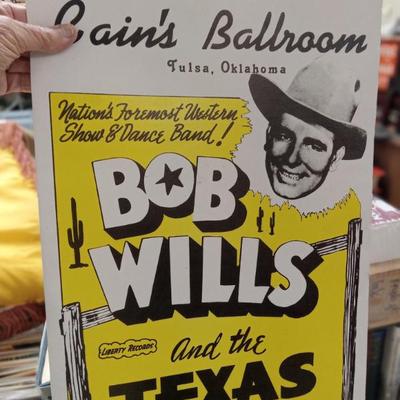 Cain's Ballroom
Tulsa, Oklahoma
Nation's Foremost Western
Show & Dance Band!
BOB
WILLS
LIBERTY RECORDS
And the
TEXAS